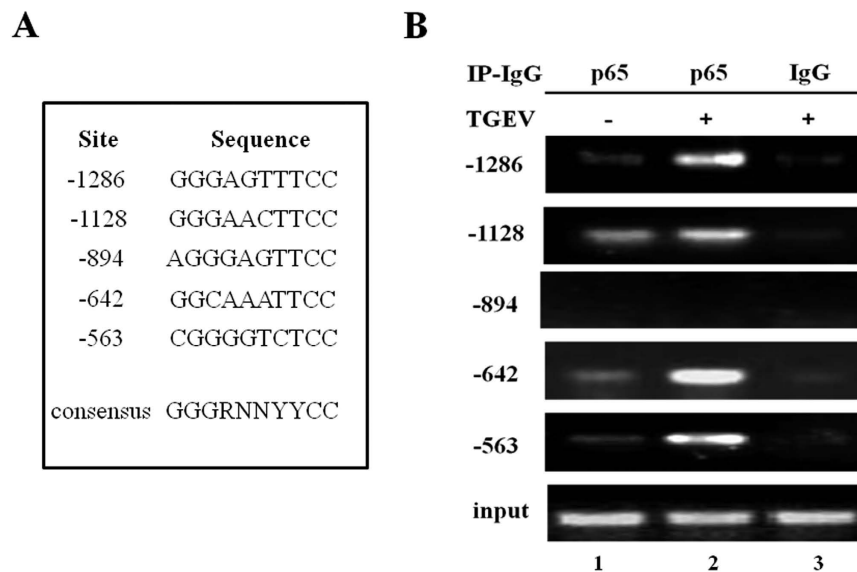 A
Site Sequence
-1286 GGGAGTTTCC
-1128 GGGAACTTCC
-894 AGGGAGTTCC
-642 GGCAAATTCC
-563 CGGGGTCTCC
consensus GGGRNNYYCC
B
IP-IgG p65 p65 IgG
TGEV - + +
-1286
-1128
-894
-642
-563
input
1 2 3